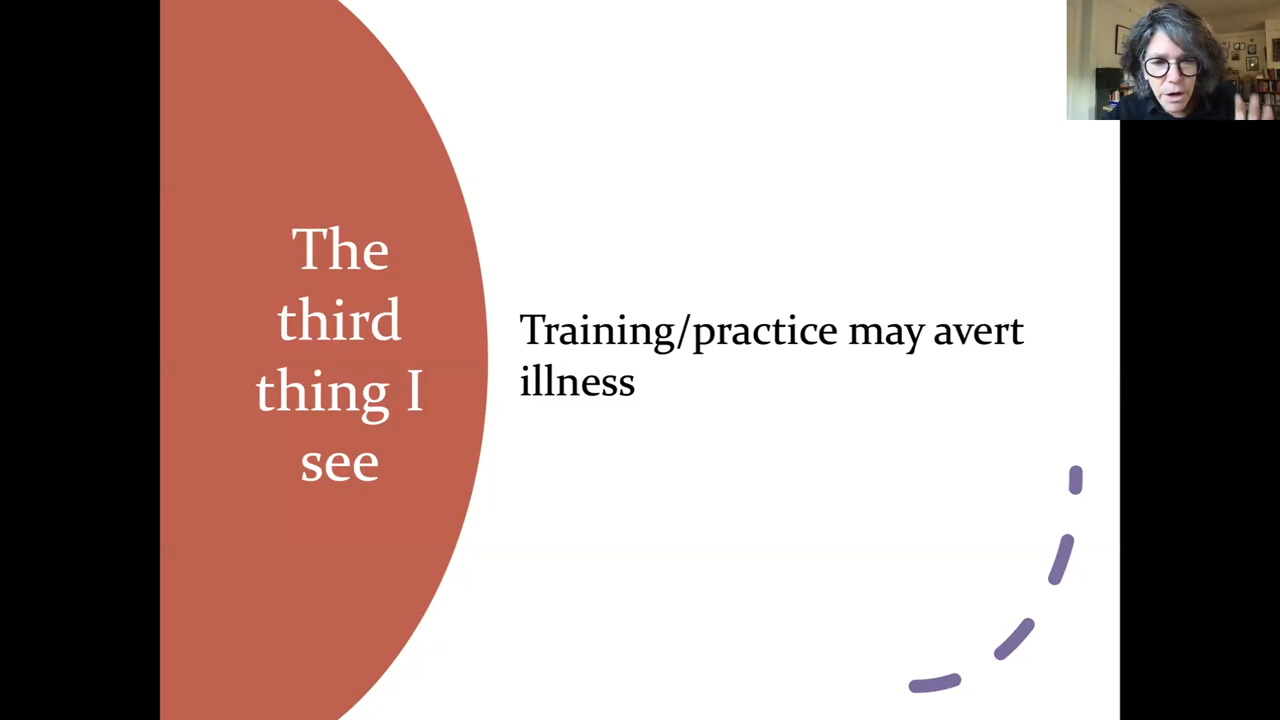 The
third
thing I
see
Training/practice may avert
illness